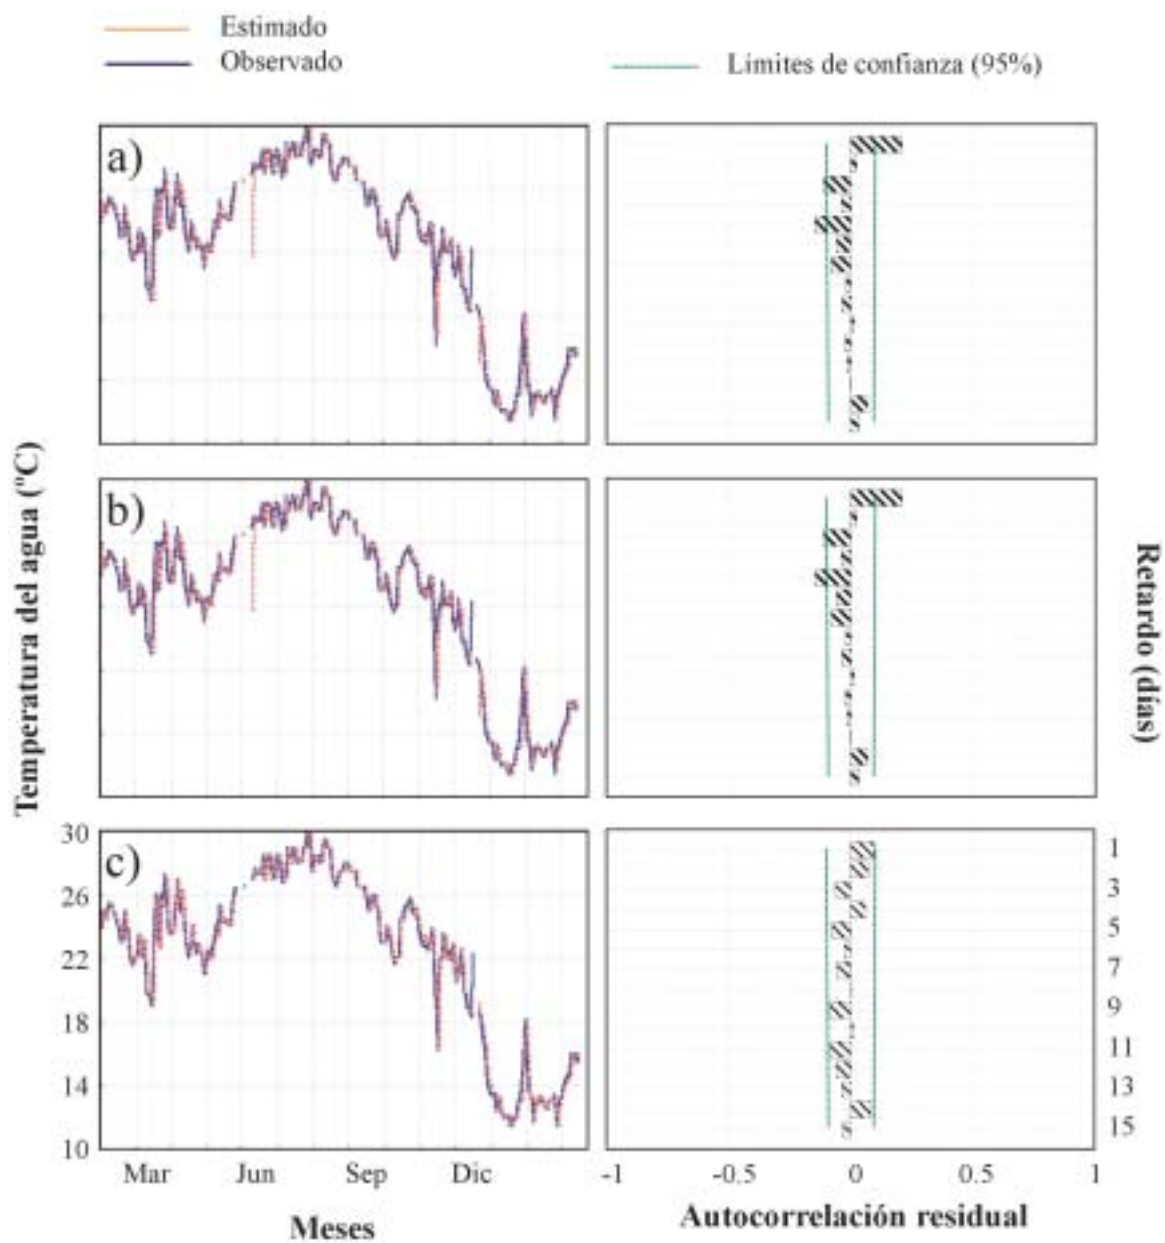 Estimado
Observado
Limites de confianza (95%)
a)
b)
c)
Temperatura del agua (ºC)
30
26
22
18
14
10
Mar Jun Sep Dic
Meses
-1 -0.5 0 0.5 1
Autocorrelación residual
1
3
5
7
9
11
13
15
Retardo (días)